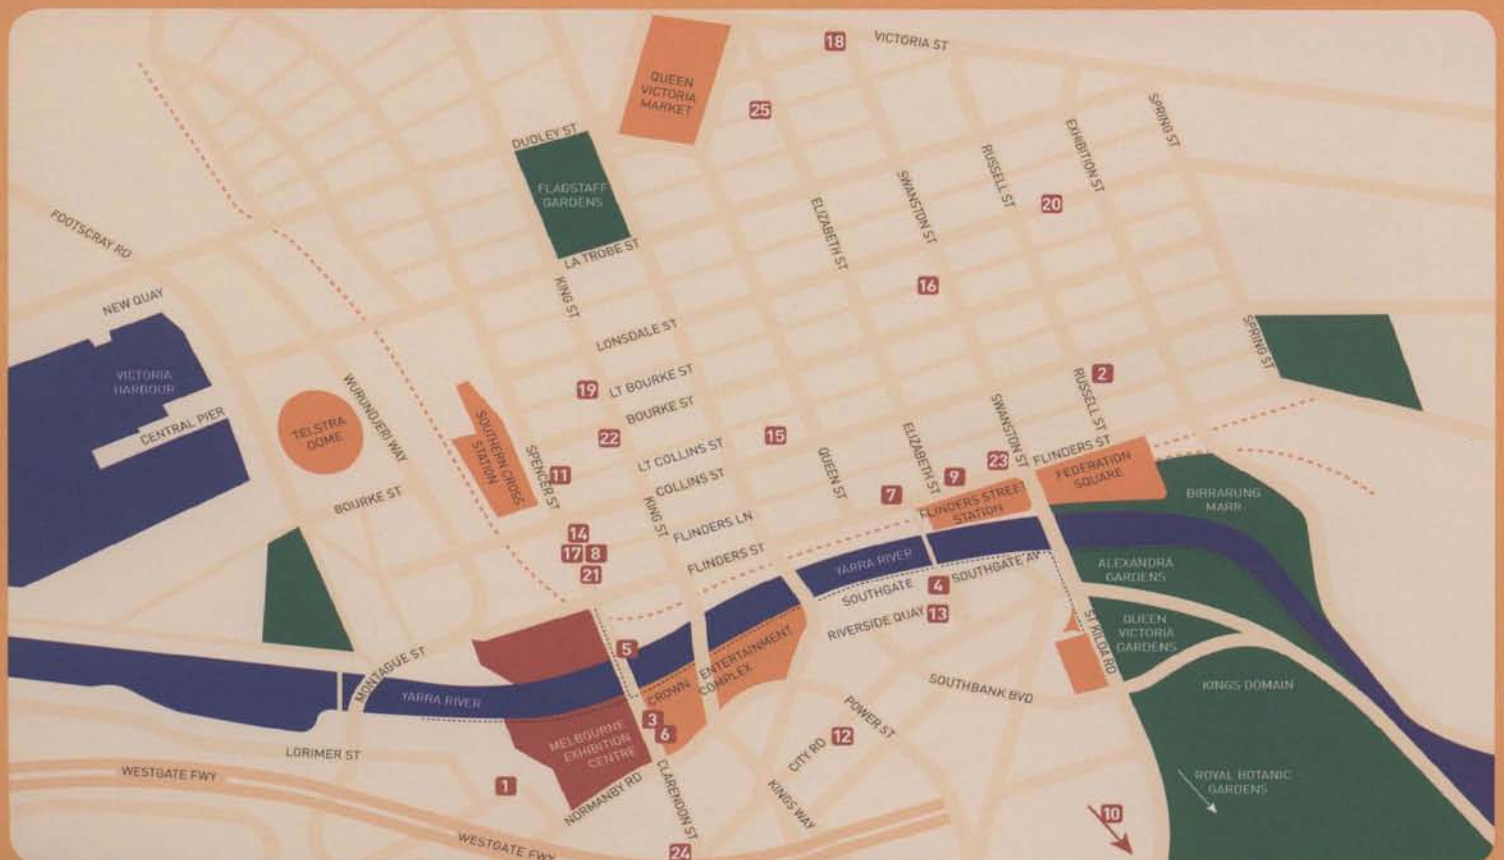 18
VICTORIA ST
QUEEN
VICTORIA
MARKET
25
SPRING ST
DUDLEY ST
EXHIBITION ST
RUSSELL ST
FLAGSTAFF
GARDENS
SWANSTON ST
20
ELIZABETH ST
FOOTSCRAY RD
LA TROBE ST
KING ST
16
NEW QUAY
LONSDALE ST
SPRING ST
VICTORIA
HARBOUR
19
LT BOURKE ST
2
RUSSELL ST
WURUNDJERI WAY
BOURKE ST
CENTRAL PIER
TELSTRA
DOME
SOUTHERN CROSS
STATION
22
15
SWANSTON ST
ELIZABETH ST
LT COLLINS ST
FLINDERS ST
SPENCER ST
11
QUEEN ST
23
FEDERATION
SQUARE
COLLINS ST
9
7
BOURKE ST
KING ST
FLINDERS STREET
STATION
BIRRARUNG
MARR
FLINDERS LN
14
17
8
21
FLINDERS ST
YARRA RIVER
SOUTHGATE AV
ALEXANDRA
GARDENS
SOUTHGATE
4
RIVERSIDE QUAY
13
ST KILDA RD
QUEEN
VICTORIA
GARDENS
5
MONTAGUE ST
YARRA RIVER
CROWN ENTERTAINMENT
COMPLEX
SOUTHBANK BVD
KINGS DOMAIN
3
6
MELBOURNE
EXHIBITION
CENTRE
POWER ST
12
CITY RD
LORIMER ST
WESTGATE FWY
1
NORMANBY RD
CLARENDON ST
KINGS WAY
ROYAL BOTANIC
GARDENS
10
WESTGATE FWY
24